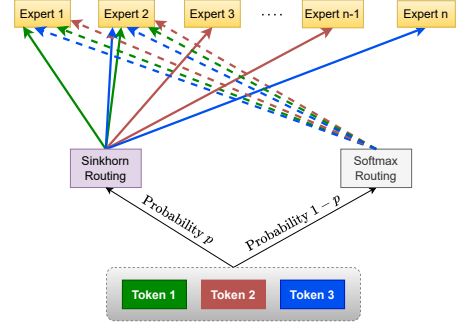 Expert 1
Expert 2
Expert 3
....
Expert n-1
Expert n
Sinkhorn
Routing
Softmax
Routing
Probability p
Probability 1 − p
Token 1
Token 2
Token 3